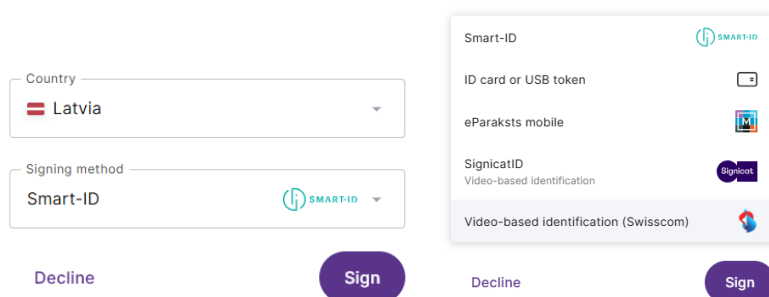 Country
Latvia
Signing method
Smart-ID SMART-ID
Decline Sign
Smart-ID SMART-ID
ID card or USB token
eParaksts mobile M
SignicatID Signicat
Video-based identification
Video-based identification (Swisscom)
Decline Sign